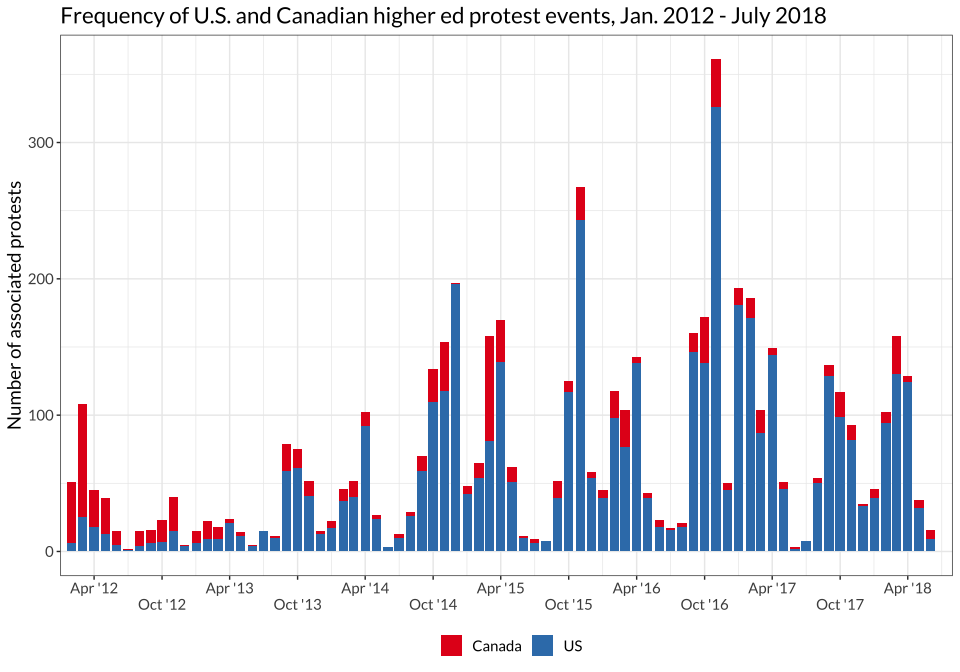 Frequency of U.S. and Canadian higher ed protest events, Jan. 2012 - July 2018
Number of associated protests
300
200
100
0
Apr '12
Oct '12
Apr '13
Oct '13
Apr '14
Oct '14
Apr '15
Oct '15
Apr '16
Oct '16
Apr '17
Oct '17
Apr '18
Canada
US